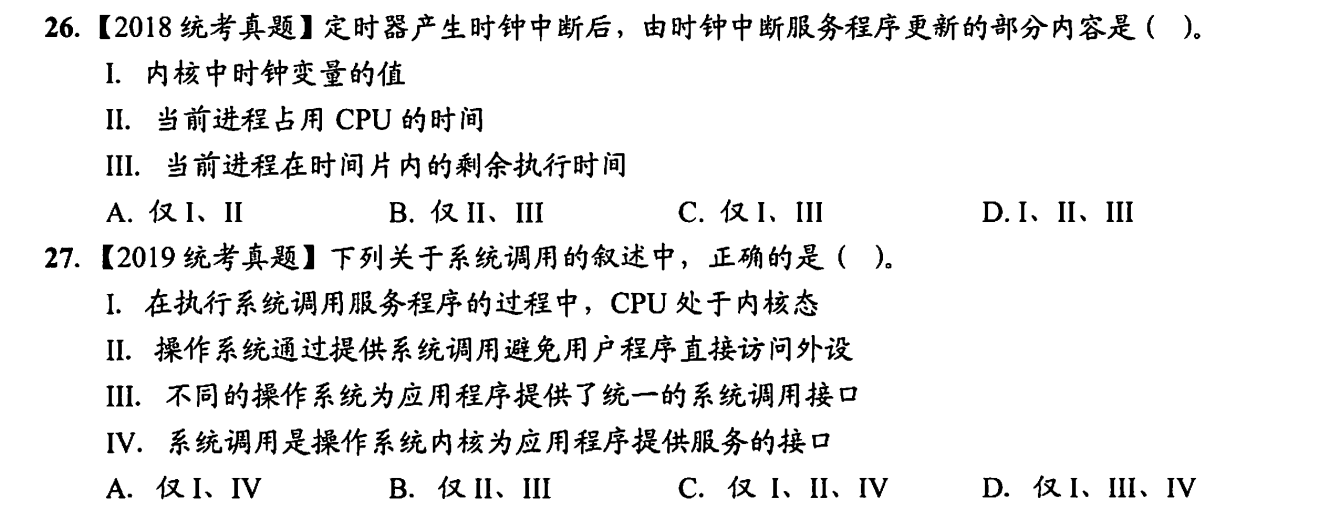 26.【2018 统考真题】定时器产生时钟中断后，由时钟中断服务程序更新的部分内容是（ ）。
I. 内核中时钟变量的值
II. 当前进程占用 CPU 的时间
III. 当前进程在时间片内的剩余执行时间
A. 仅 I、II B. 仅 II、III C. 仅 I、III D. I、II、III
27.【2019 统考真题】下列关于系统调用的叙述中，正确的是（ ）。
I. 在执行系统调用服务程序的过程中，CPU 处于内核态
II. 操作系统通过提供系统调用避免用户程序直接访问外设
III. 不同的操作系统为应用程序提供了统一的系统调用接口
IV. 系统调用是操作系统内核为应用程序提供服务的接口
A. 仅 I、IV B. 仅 II、III C. 仅 I、II、IV D. 仅 I、III、IV